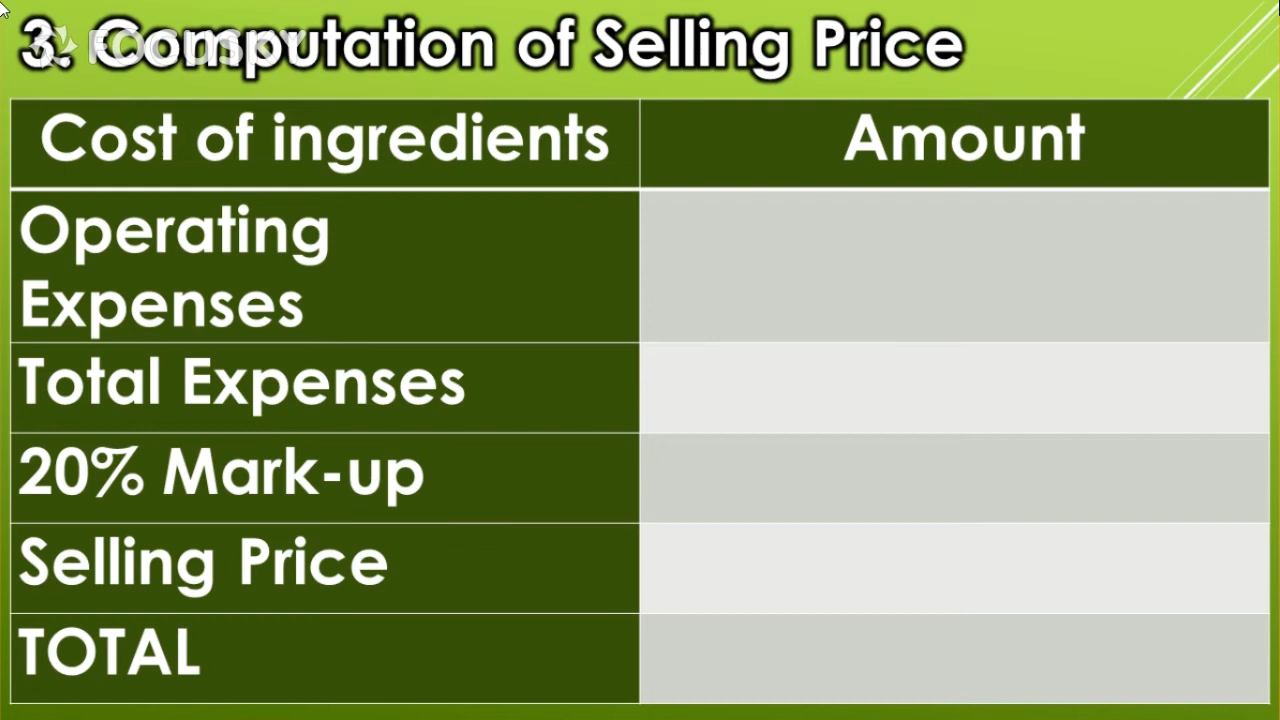 3. Computation of Selling Price
FOCUSKY
Cost of ingredients
Amount
Operating
Expenses
Total Expenses
20% Mark-up
Selling Price
TOTAL